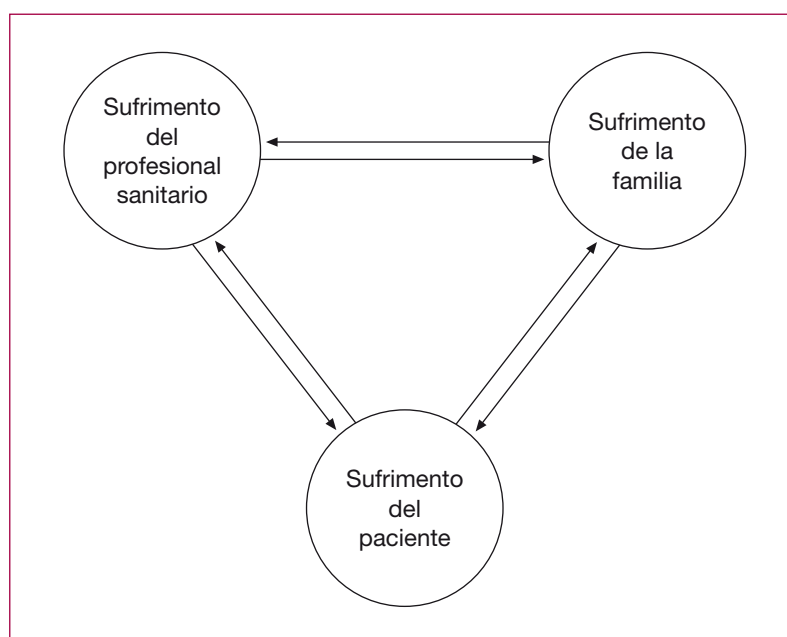 Sufrimento
del
profesional
sanitario
Sufrimento
de la
familia
Sufrimento
del
paciente